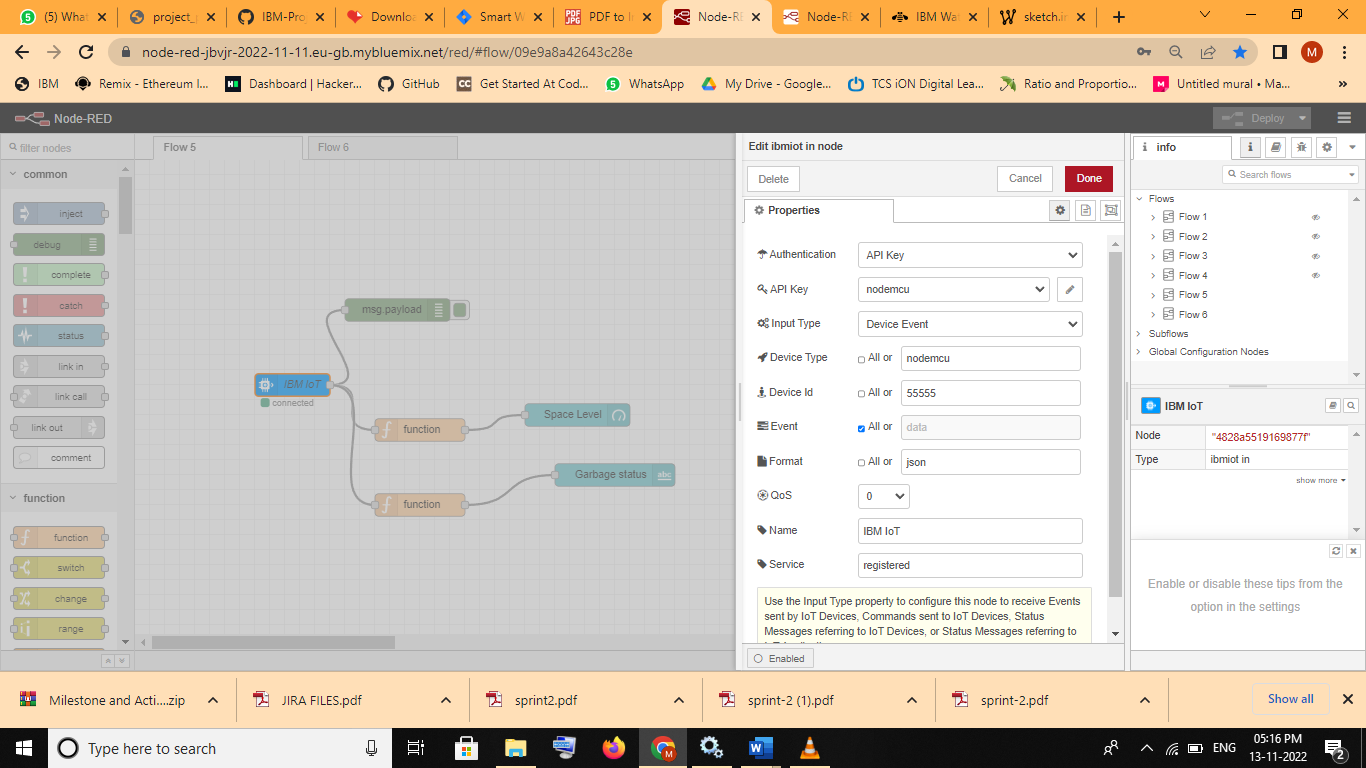 (5) What
project_p
IBM-Pro
Downloa
Smart W
PDF to In
Node-RE
Node-RE
IBM Wat
sketch.in
node-red-jbvjr-2022-11-11.eu-gb.mybluemix.net/red/#flow/09e9a8a42643c28e
M
IBM
Remix - Ethereum I...
Dashboard | Hacker...
GitHub
Get Started At Cod...
WhatsApp
My Drive - Google...
TCS iON Digital Lea...
Ratio and Proportio...
Untitled mural • Ma...
»
Node-RED
Deploy
filter nodes
Flow 5
Flow 6
common
inject
debug
complete
catch
status
link in
link call
link out
comment
function
function
switch
change
range
msg.payload
IBM IoT
connected
function
Space Level
function
Garbage status
abc
Edit ibmiot in node
Delete
Cancel
Done
Properties
Authentication
API Key
API Key
nodemcu
Input Type
Device Event
Device Type
All or
nodemcu
Device Id
All or
55555
Event
All or
data
Format
All or
json
QoS
0
Name
IBM IoT
Service
registered
Use the Input Type property to configure this node to receive Events
sent by IoT Devices, Commands sent to IoT Devices, Status
Messages referring to IoT Devices, or Status Messages referring to
Enabled
info
Search flows
Flows
Flow 1
Flow 2
Flow 3
Flow 4
Flow 5
Flow 6
Subflows
Global Configuration Nodes
IBM IoT
Node
"4828a5519169877f"
Type
ibmiot in
show more
Enable or disable these tips from the
option in the settings
Milestone and Acti....zip
JIRA FILES.pdf
sprint2.pdf
sprint-2 (1).pdf
sprint-2.pdf
Show all
Type here to search
ENG
05:16 PM
13-11-2022
2